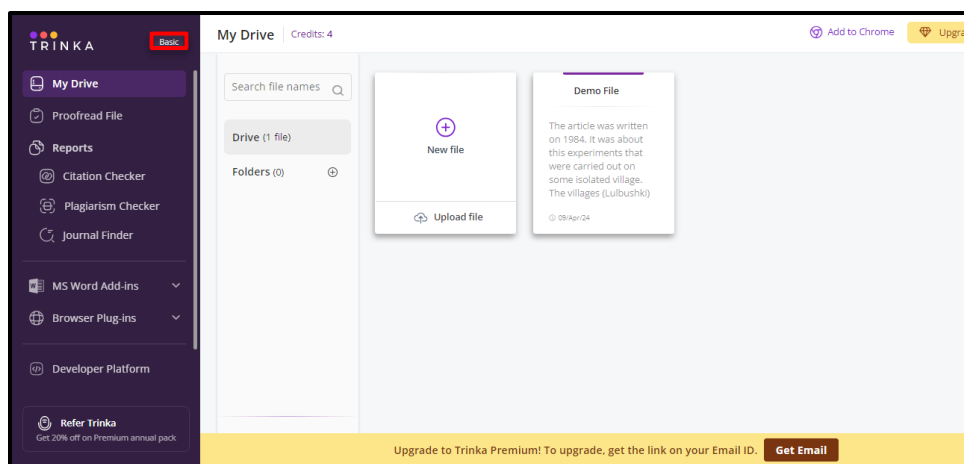 TRINKA
Basic
My Drive
Proofread File
Reports
Citation Checker
Plagiarism Checker
Journal Finder
MS Word Add-ins
Browser Plug-ins
Developer Platform
Refer Trinka
Get 20% off on Premium annual pack
My Drive Credits: 4
Add to Chrome
Upgra
Search file names
Drive (1 file)
Folders (0)
New file
Upload file
Demo File
The article was written
on 1984. It was about
this experiments that
were carried out on
some isolated village.
The villages (Lulbushki)
09/Apr/24
Upgrade to Trinka Premium! To upgrade, get the link on your Email ID.
Get Email